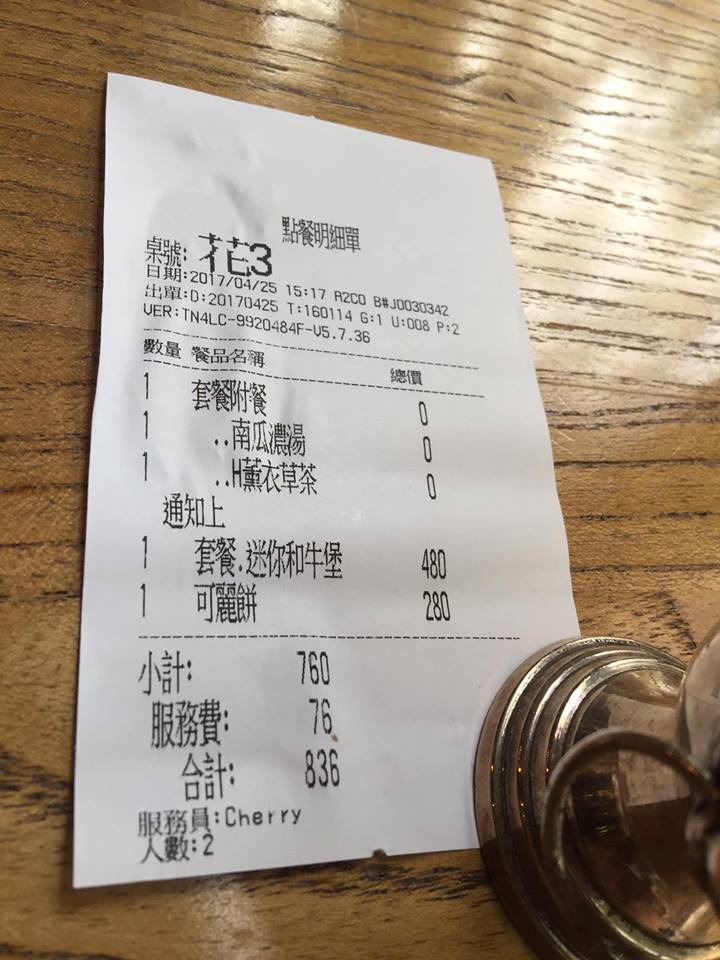 點餐明細單
桌號:花3
日期:2017/04/25 15:17 A2C0 B#J0030342
出單:D:20170425 T:160114 G:1 U:008 P:2
VER:TN4LC-9920484F-V5.7.36
數量 餐品名稱 總價
1 套餐附餐 0
1 ..南瓜濃湯 0
1 ..H薰衣草茶 0
通知上
1 套餐.迷你和牛堡 480
1 可麗餅 280
小計: 760
服務費: 76
合計: 836
服務員:Cherry
人數:2